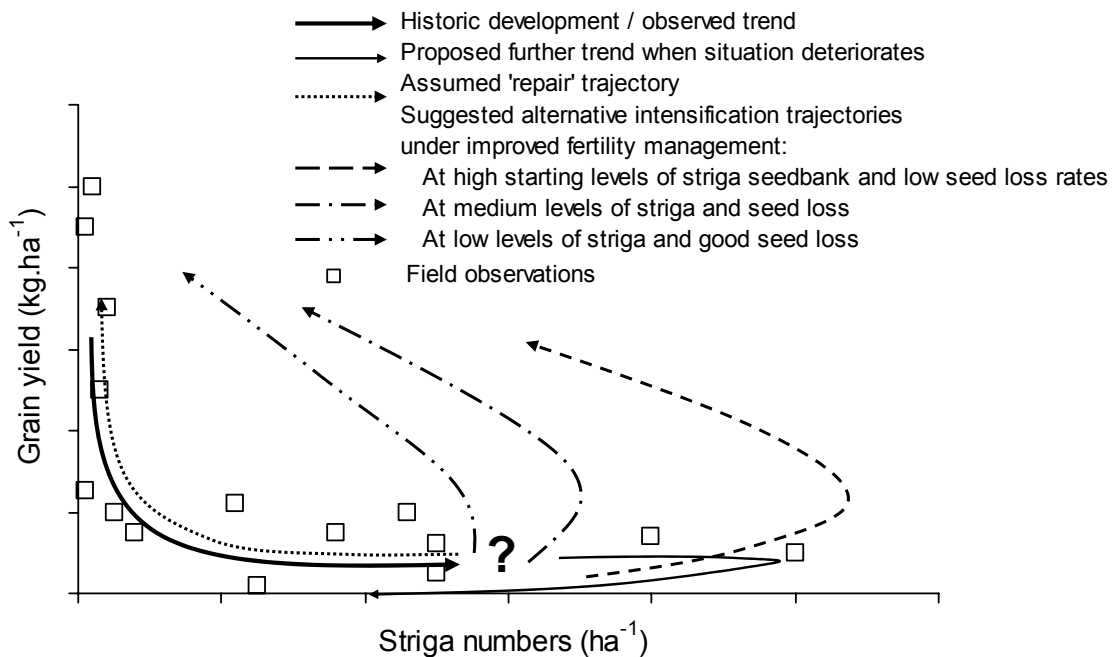 Historic development / observed trend
Proposed further trend when situation deteriorates
Assumed 'repair' trajectory
Suggested alternative intensification trajectories
under improved fertility management:
At high starting levels of striga seedbank and low seed loss rates
At medium levels of striga and seed loss
At low levels of striga and good seed loss
Field observations
Grain yield (kg.ha⁻¹)
?
Striga numbers (ha⁻¹)